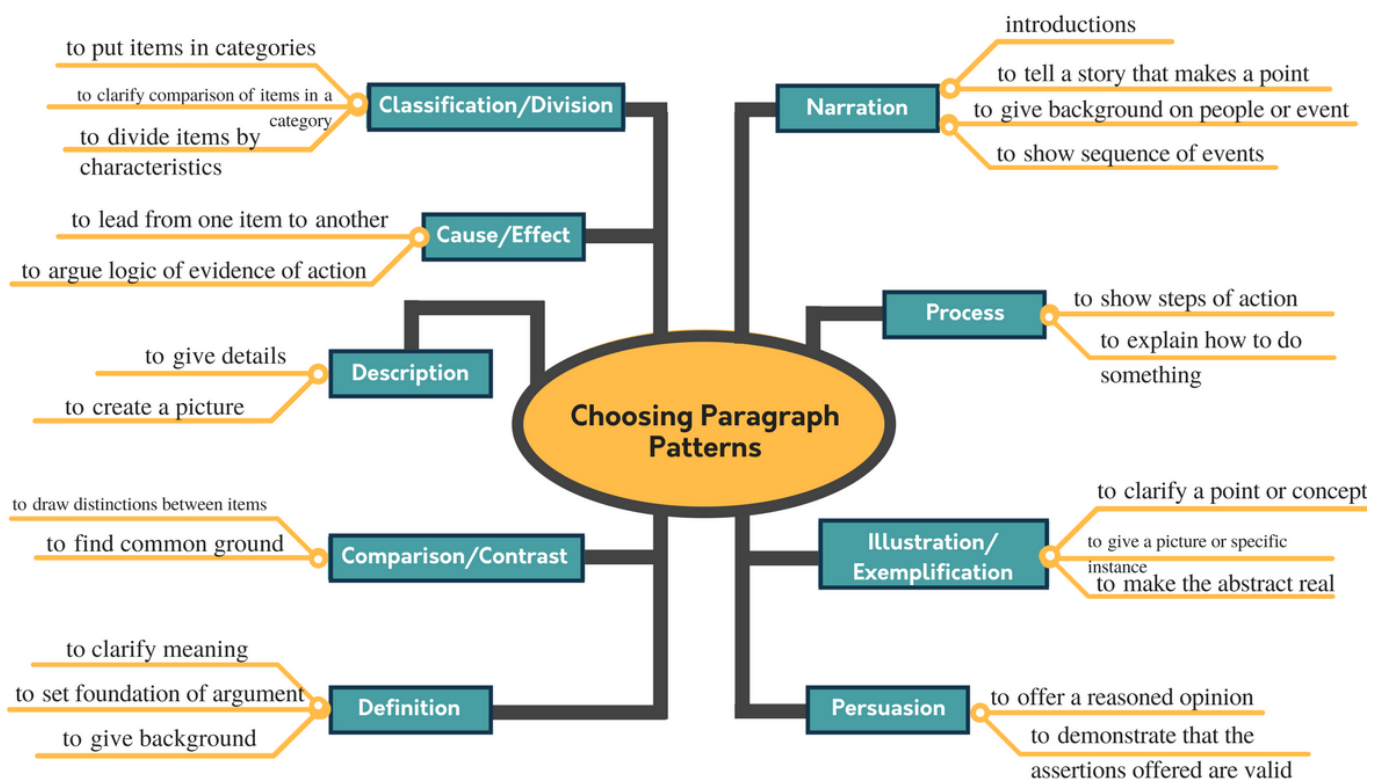 Choosing Paragraph
Patterns
Classification/Division
to put items in categories
to clarify comparison of items in a
category
to divide items by
characteristics
Cause/Effect
to lead from one item to another
to argue logic of evidence of action
Description
to give details
to create a picture
Comparison/Contrast
to draw distinctions between items
to find common ground
Definition
to clarify meaning
to set foundation of argument
to give background
Narration
introductions
to tell a story that makes a point
to give background on people or event
to show sequence of events
Process
to show steps of action
to explain how to do
something
Illustration/
Exemplification
to clarify a point or concept
to give a picture or specific
instance
to make the abstract real
Persuasion
to offer a reasoned opinion
to demonstrate that the
assertions offered are valid